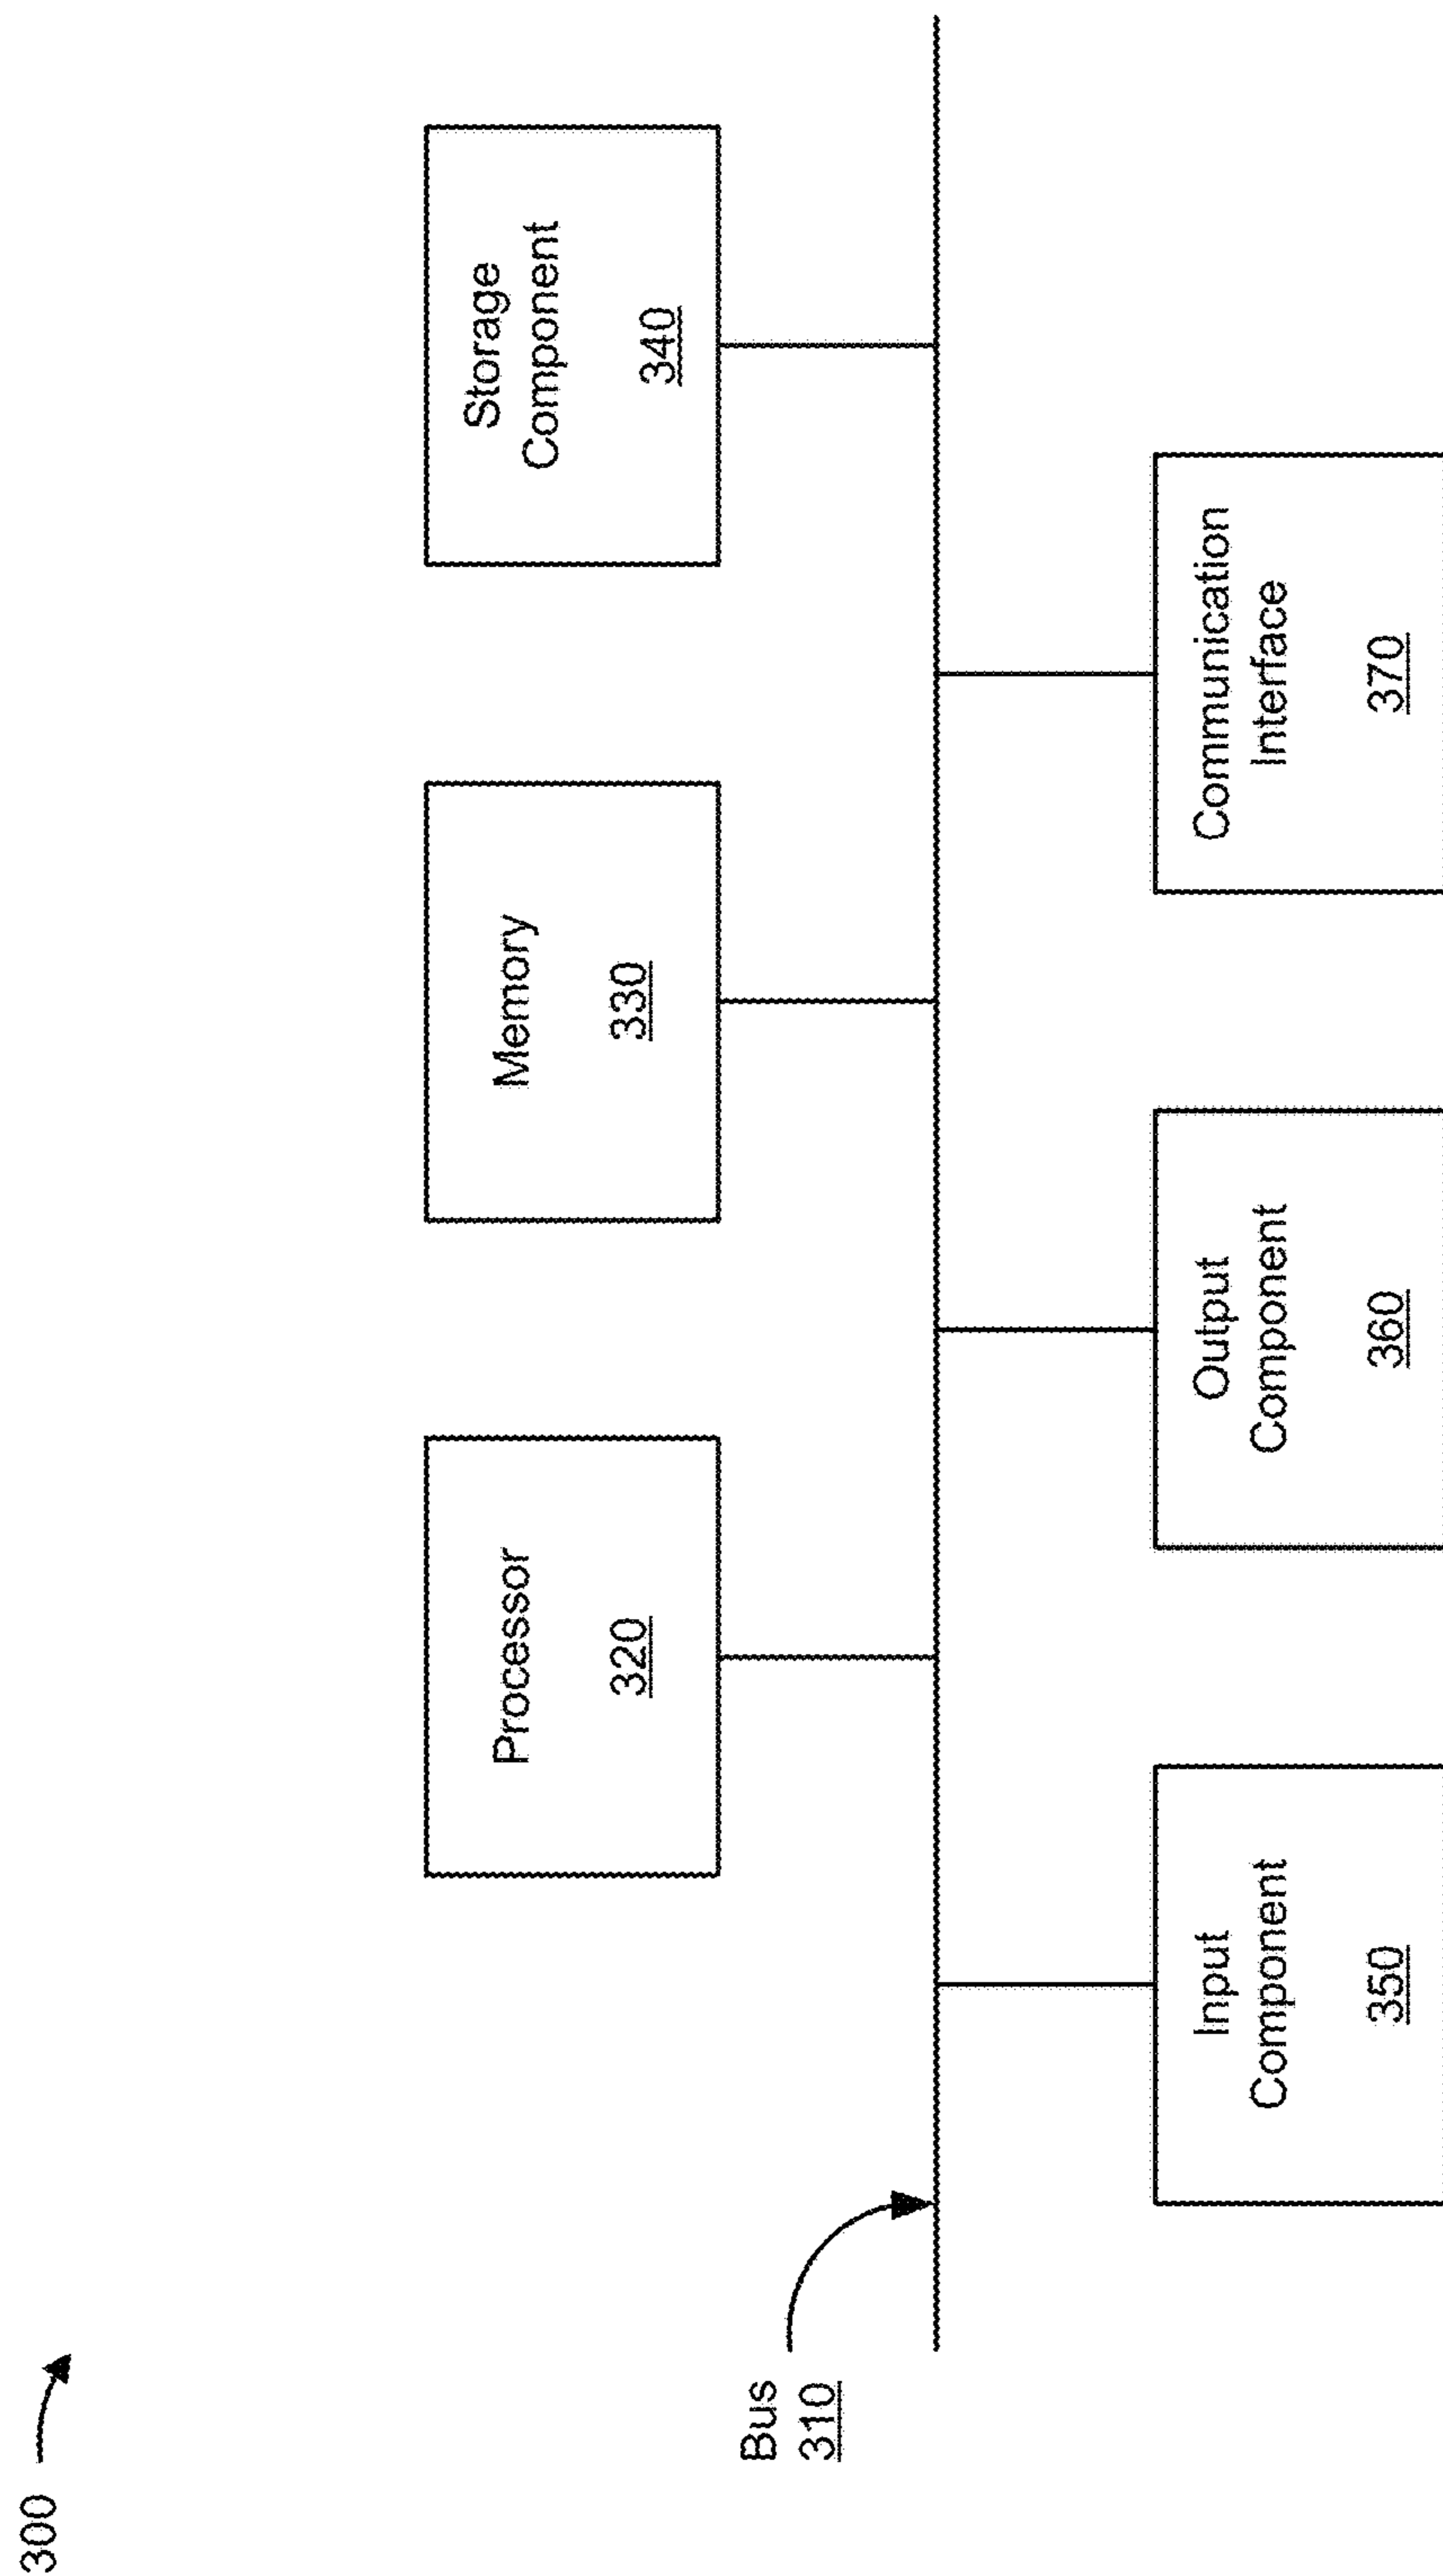 300
Processor
320
Memory
330
Storage
Component
340
Bus
310
Input
Component
350
Output
Component
360
Communication
Interface
370